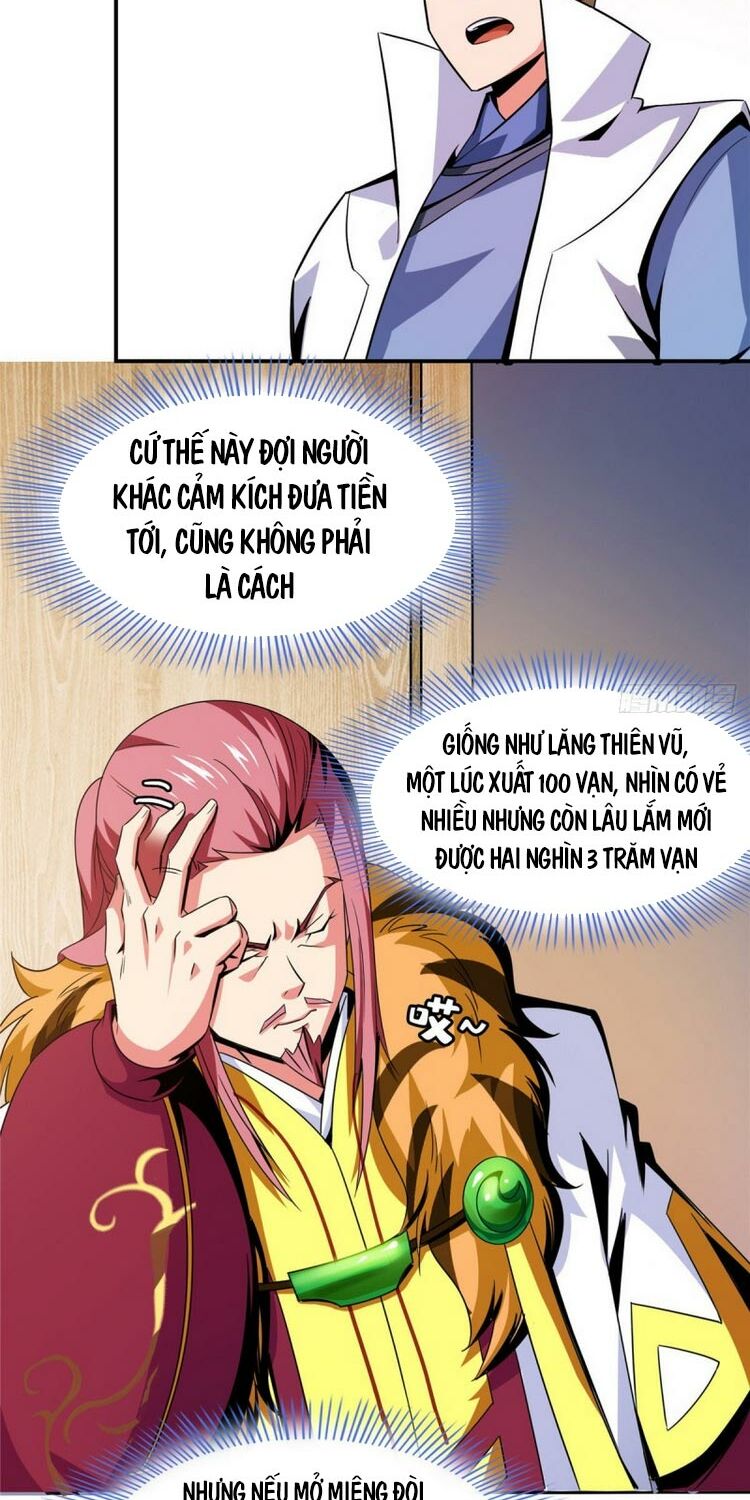 CỨ THẾ NÀY ĐỢI NGƯỜI
KHÁC CẢM KÍCH ĐƯA TIỀN
TỚI, CŨNG KHÔNG PHẢI
LÀ CÁCH
GIỐNG NHƯ LĂNG THIÊN VŨ,
MỘT LÚC XUẤT 100 VẠN, NHÌN CÓ VẺ
NHIỀU NHƯNG CÒN LÂU LẮM MỚI
ĐƯỢC HAI NGHÌN 3 TRĂM VẠN
哎~
NHƯNG NẾU MỞ MIỆNG ĐÒI